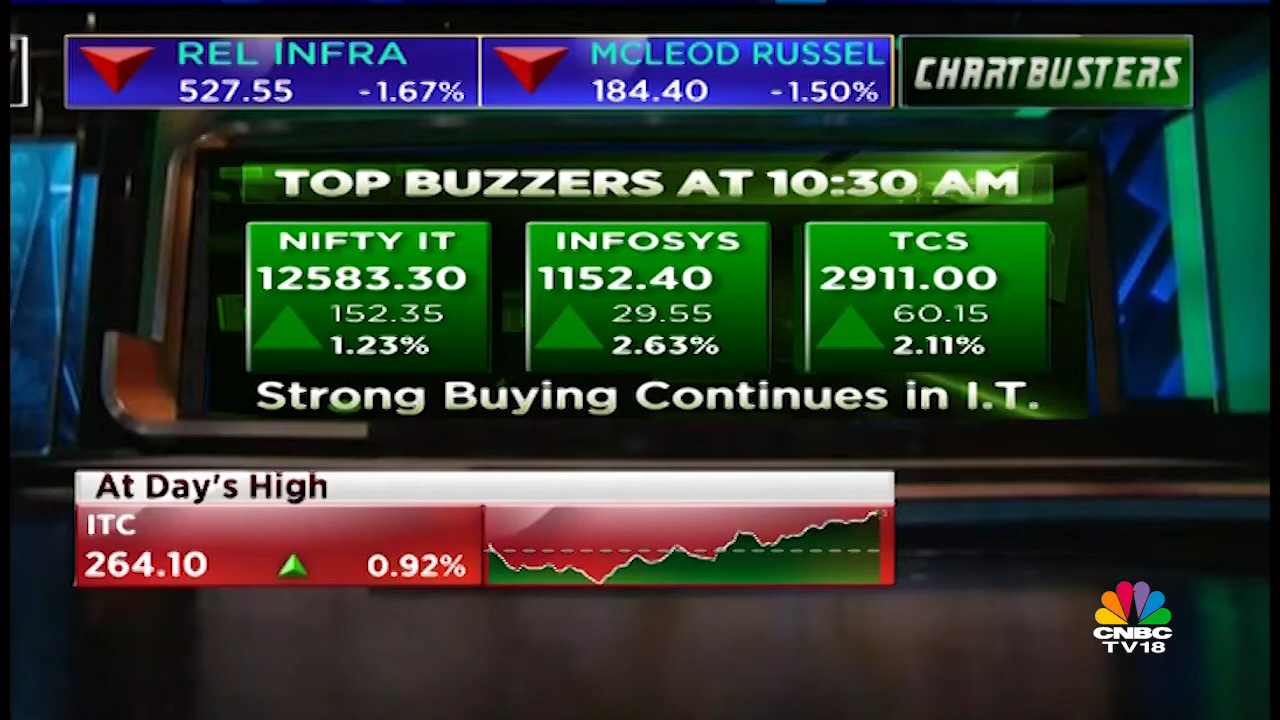 REL INFRA
527.55 -1.67%
MCLEOD RUSSEL
184.40 -1.50%
CHARTBUSTERS
TOP BUZZERS AT 10:30 AM
NIFTY IT
12583.30
152.35
1.23%
INFOSYS
1152.40
29.55
2.63%
TCS
2911.00
60.15
2.11%
Strong Buying Continues in I.T.
At Day's High
ITC
264.10 0.92%
CNBC
TV18